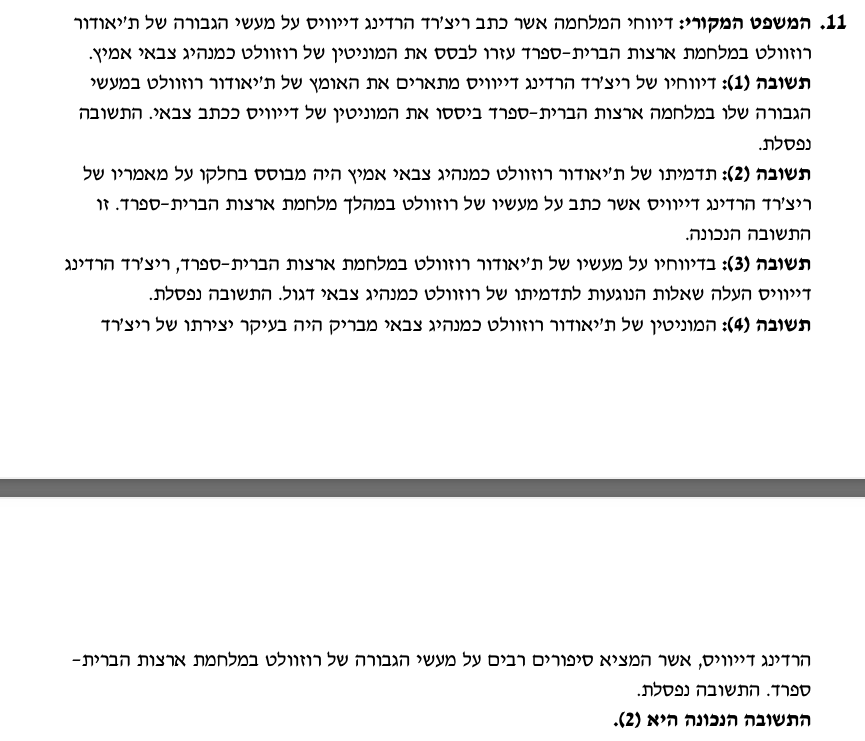 11. המשפט המקורי: דיווחי המלחמה אשר כתב ריצ'רד הרדינג דייוויס על מעשי הגבורה של ת'יאודור
רוזוולט במלחמת ארצות הברית-ספרד עזרו לבסס את המוניטין של רוזוולט כמנהיג צבאי אמיץ.
תשובה (1): דיווחיו של ריצ'רד הרדינג דייוויס מתארים את האומץ של ת'יאודור רוזוולט במעשי
הגבורה שלו במלחמה ארצות הברית-ספרד ביססו את המוניטין של דייוויס ככתב צבאי. התשובה
נפסלת.
תשובה (2): תדמיתו של ת'יאודור רוזוולט כמנהיג צבאי אמיץ היה מבוסס בחלקו על מאמריו של
ריצ'רד הרדינג דייוויס אשר כתב על מעשיו של רוזוולט במהלך מלחמת ארצות הברית-ספרד. זו
התשובה הנכונה.
תשובה (3): בדיווחיו על מעשיו של ת'יאודור רוזוולט במלחמת ארצות הברית-ספרד, ריצ'רד הרדינג
דייוויס העלה שאלות הנוגעות לתדמיתו של רוזוולט כמנהיג צבאי דגול. התשובה נפסלת.
תשובה (4): המוניטין של ת'יאודור רוזוולט כמנהיג צבאי מבריק היה בעיקר יצירתו של ריצ'רד
הרדינג דייוויס, אשר המציא סיפורים רבים על מעשי הגבורה של רוזוולט במלחמת ארצות הברית-
ספרד. התשובה נפסלת.
התשובה הנכונה היא (2).